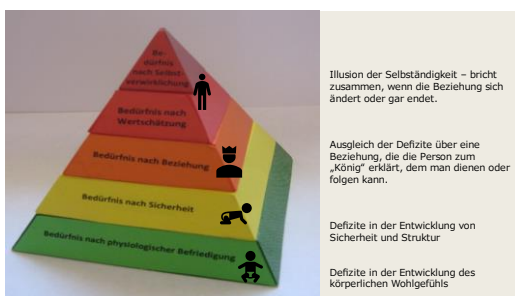 Be-
dürfnis
nach Selbst-
verwirklichung
Bedürfnis nach
Wertschätzung
Bedürfnis nach Beziehung
Bedürfnis nach Sicherheit
Bedürfnis nach physiologischer Befriedigung
Illusion der Selbständigkeit – bricht
zusammen, wenn die Beziehung sich
ändert oder gar endet.
Ausgleich der Defizite über eine
Beziehung, die die Person zum
„König“ erklärt, dem man dienen oder
folgen kann.
Defizite in der Entwicklung von
Sicherheit und Struktur
Defizite in der Entwicklung des
körperlichen Wohlgefühls